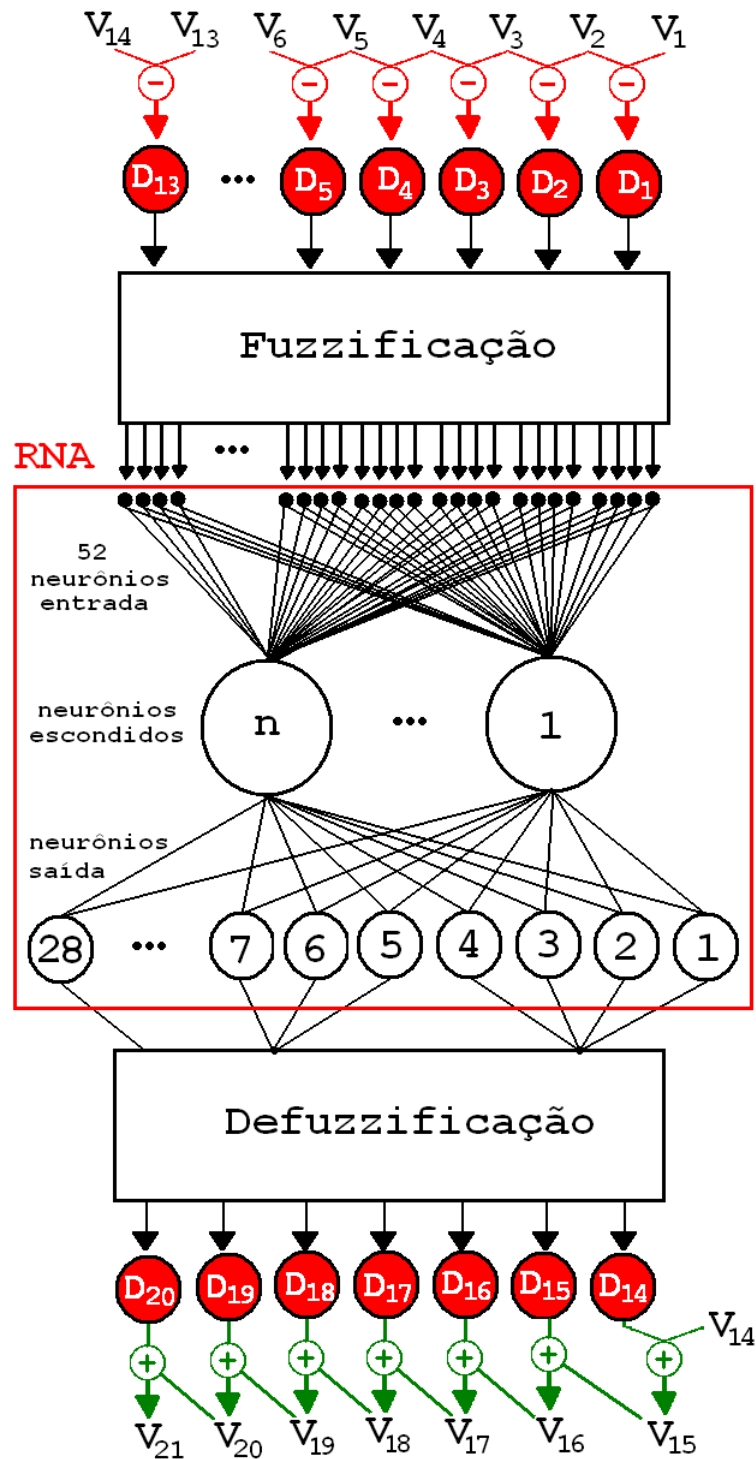 V14 V13 V6 V5 V4 V3 V2 V1
- - - - - -
D13 ... D5 D4 D3 D2 D1
Fuzzificação
...
RNA
52
neurônios
entrada
neurônios
escondidos
n ... 1
neurônios
saída
28 ... 7 6 5 4 3 2 1
Defuzzificação
D20 D19 D18 D17 D16 D15 D14
V14
+ + + + + + +
V21 V20 V19 V18 V17 V16 V15